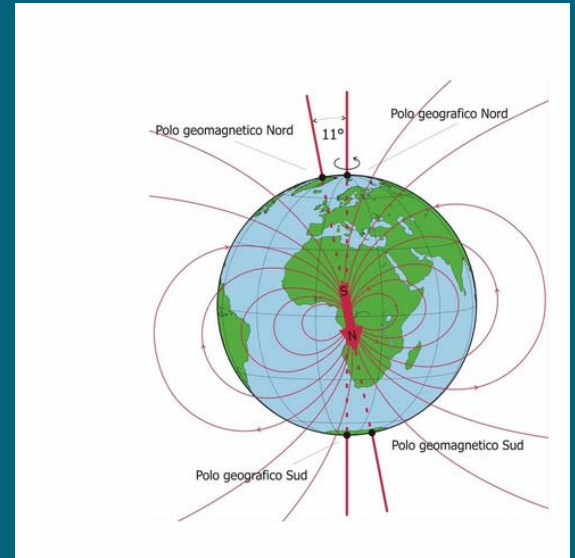 Polo geografico Nord
Polo geomagnetico Nord
11°
S
N
Polo geomagnetico Sud
Polo geografico Sud